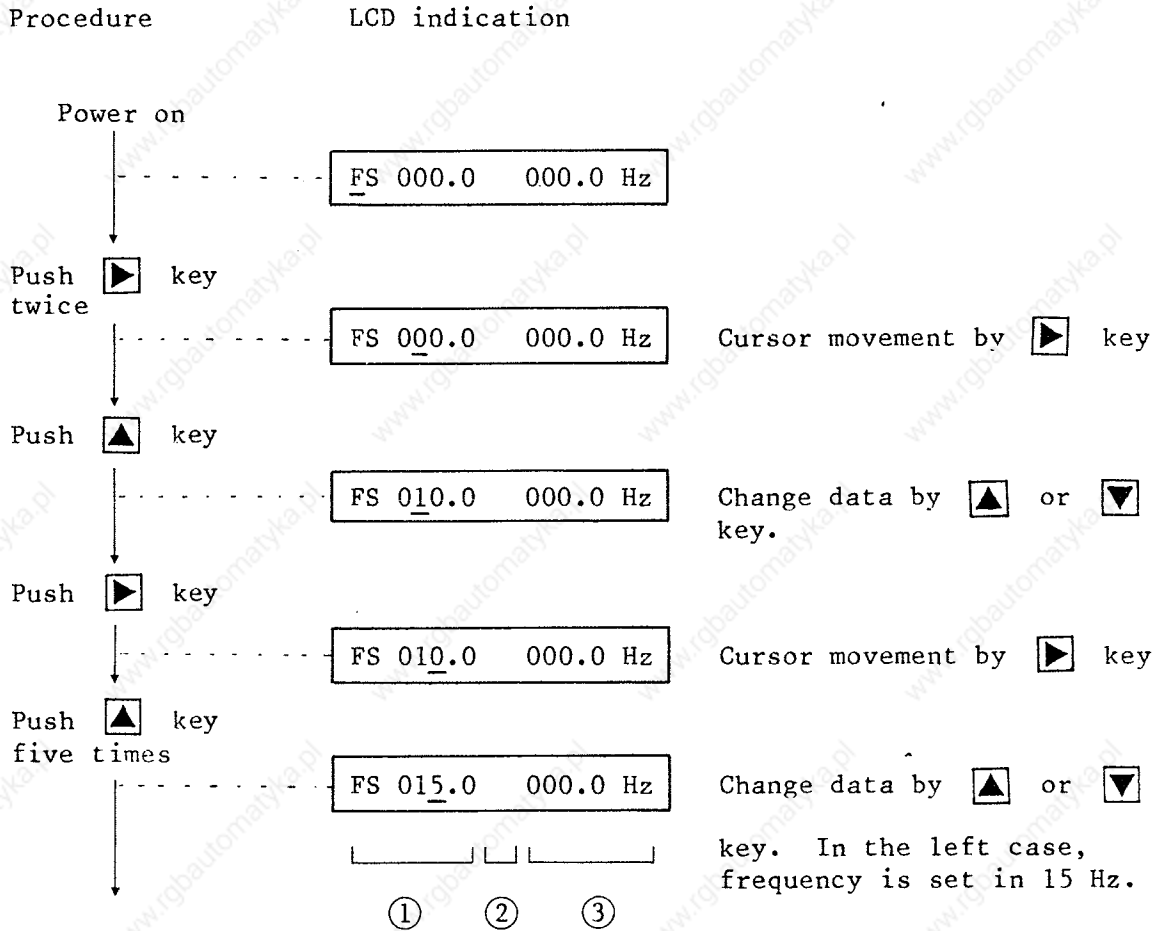 Procedure LCD indication
Power on
FS 000.0 000.0 Hz
Push ▶ key
twice
FS 000.0 000.0 Hz Cursor movement by ▶ key
Push ▲ key
FS 010.0 000.0 Hz Change data by ▲ or ▼
key.
Push ▶ key
FS 010.0 000.0 Hz Cursor movement by ▶ key
Push ▲ key
five times
FS 015.0 000.0 Hz Change data by ▲ or ▼
key. In the left case,
frequency is set in 15 Hz.
① ② ③
www.rgbautomatyka.pl